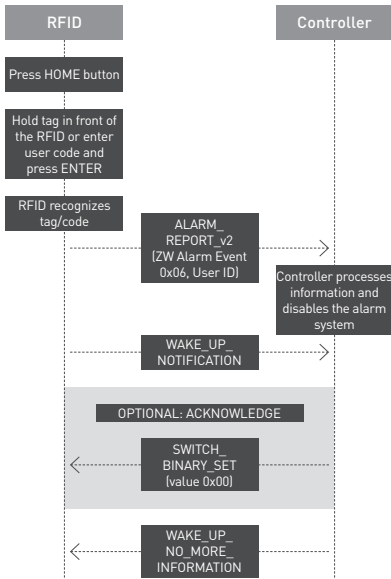 RFID
Controller
Press HOME button
Hold tag in front of
the RFID or enter
user code and
press ENTER
RFID recognizes
tag/code
ALARM_
REPORT_v2
(ZW Alarm Event
0x06, User ID)
Controller processes
information and
disables the alarm
system
WAKE_UP_
NOTIFICATION
OPTIONAL: ACKNOWLEDGE
SWITCH_
BINARY_SET
(value 0x00)
WAKE_UP_
NO_MORE_
INFORMATION